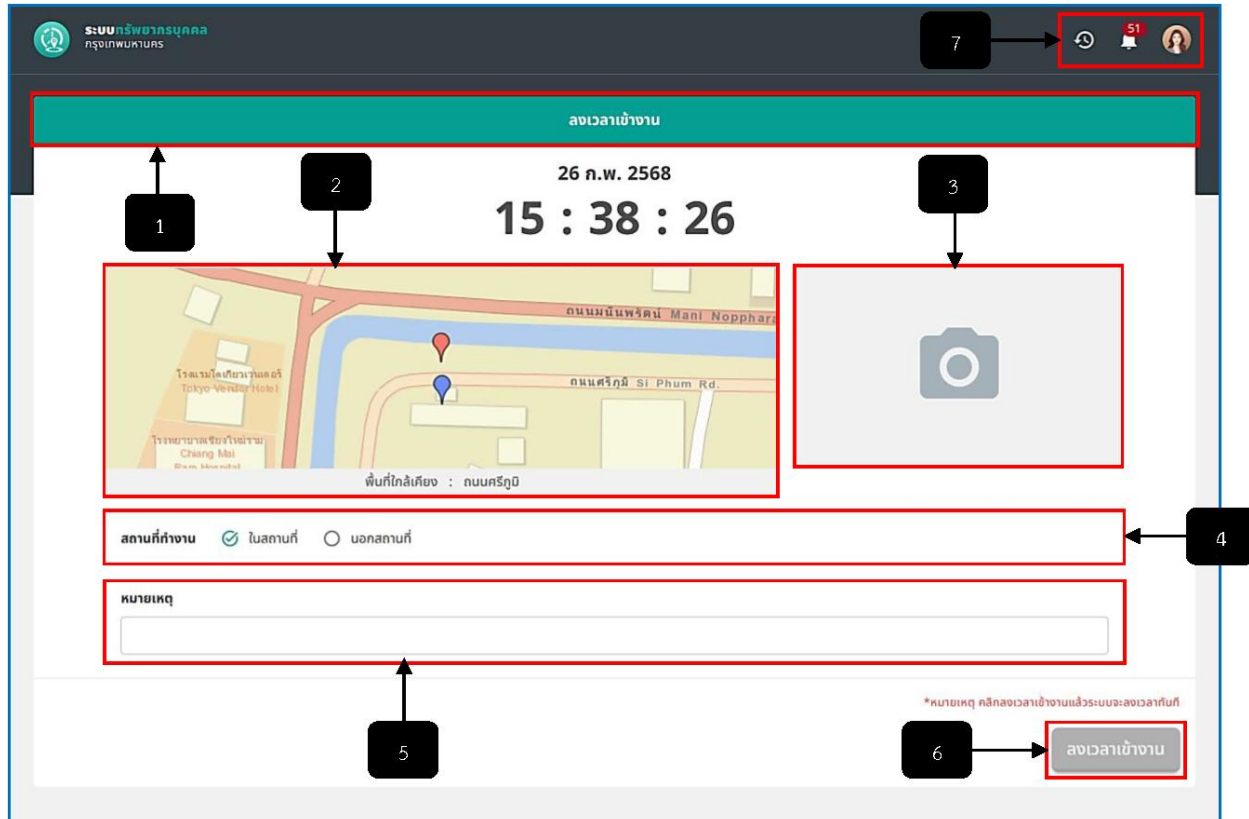 ระบบทรัพยากรบุคคล
กรุงเทพมหานคร
7
51
ลงเวลาเข้างาน
1
2
26 ก.พ. 2568
15 : 38 : 26
3
ถนนมณีนพรัตน์ Mani Noppharat
โรงแรมโตเกียวเวนเดอร์
Tokyo Vendor Hotel
ถนนศรีภูมิ Si Phum Rd.
โรงพยาบาลเชียงใหม่ราม
Chiang Mai
Ram Hospital
พื้นที่ใกล้เคียง : ถนนศรีภูมิ
สถานที่ทำงาน ในสถานที่ นอกสถานที่
4
หมายเหตุ
5
*หมายเหตุ คลิกลงเวลาเข้างานแล้วระบบจะลงเวลาทันที
6
ลงเวลาเข้างาน